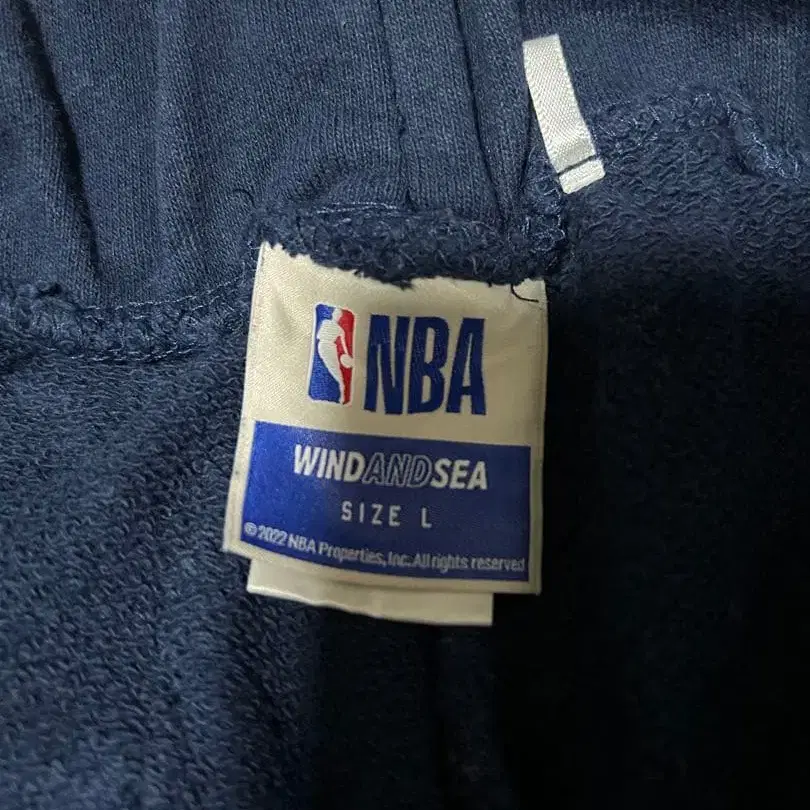 NBA
WINDANDSEA
SIZE L
©2022 NBA Properties, Inc. All rights reserved